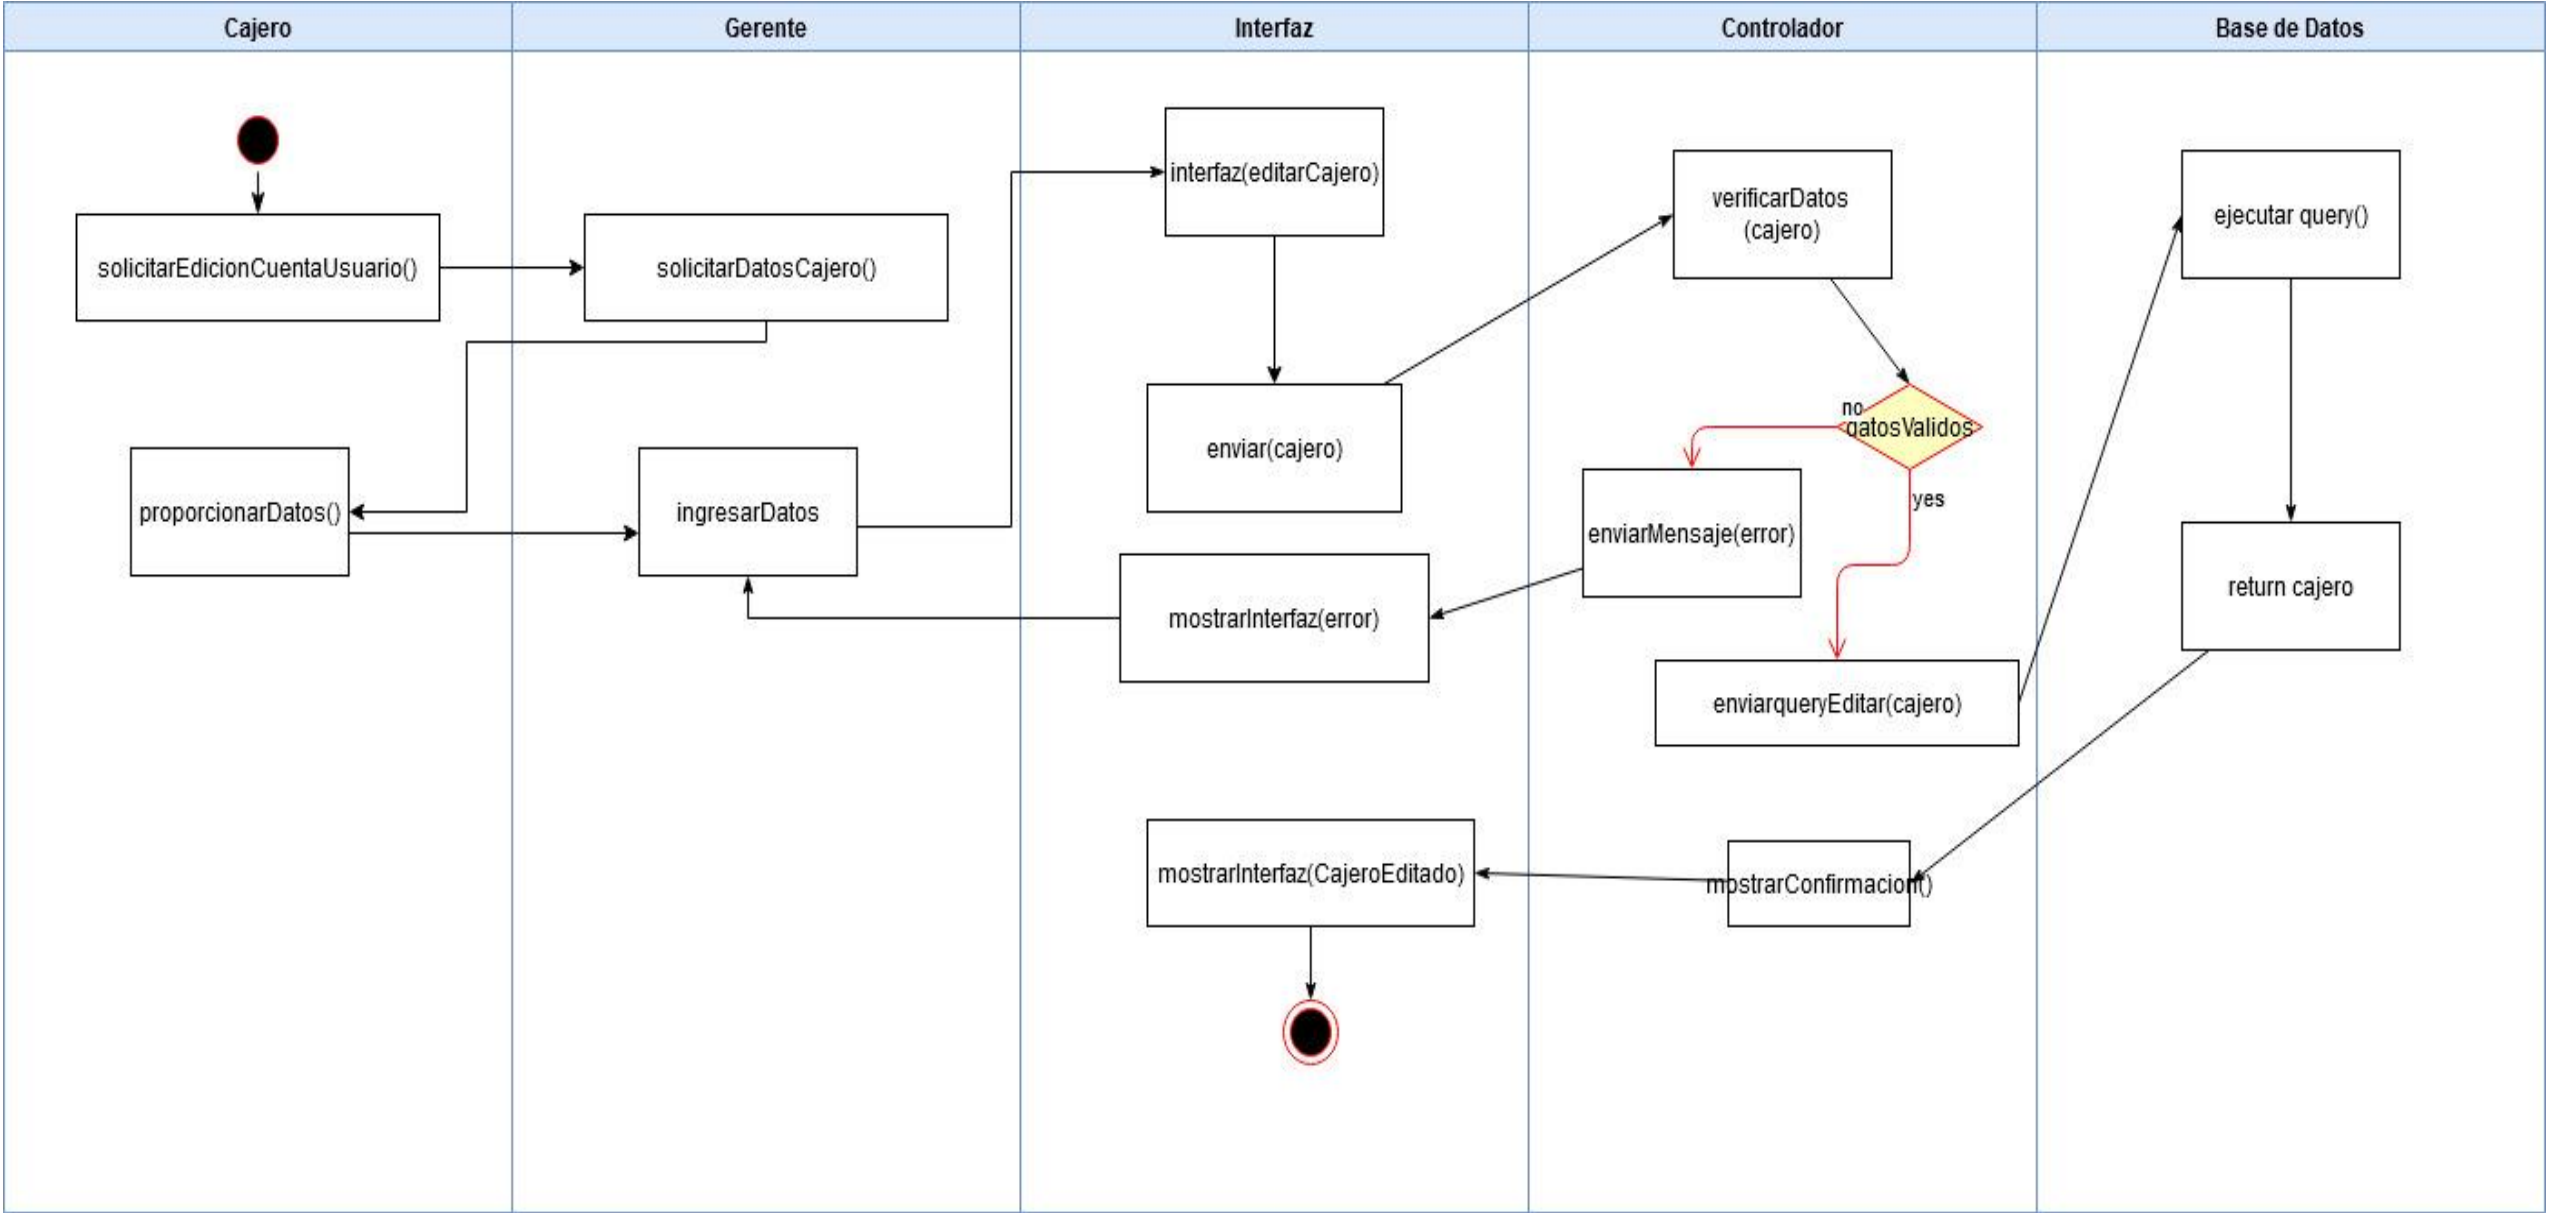 Cajero
Gerente
Interfaz
Controlador
Base de Datos
solicitarEdicionCuentaUsuario()
solicitarDatosCajero()
interfaz(editarCajero)
verificarDatos
(cajero)
ejecutar query()
proporcionarDatos()
ingresarDatos
enviar(cajero)
no
datosValidos
yes
enviarMensaje(error)
mostrarInterfaz(error)
return cajero
enviarqueryEditar(cajero)
mostrarInterfaz(CajeroEditado)
mostrarConfirmacion()